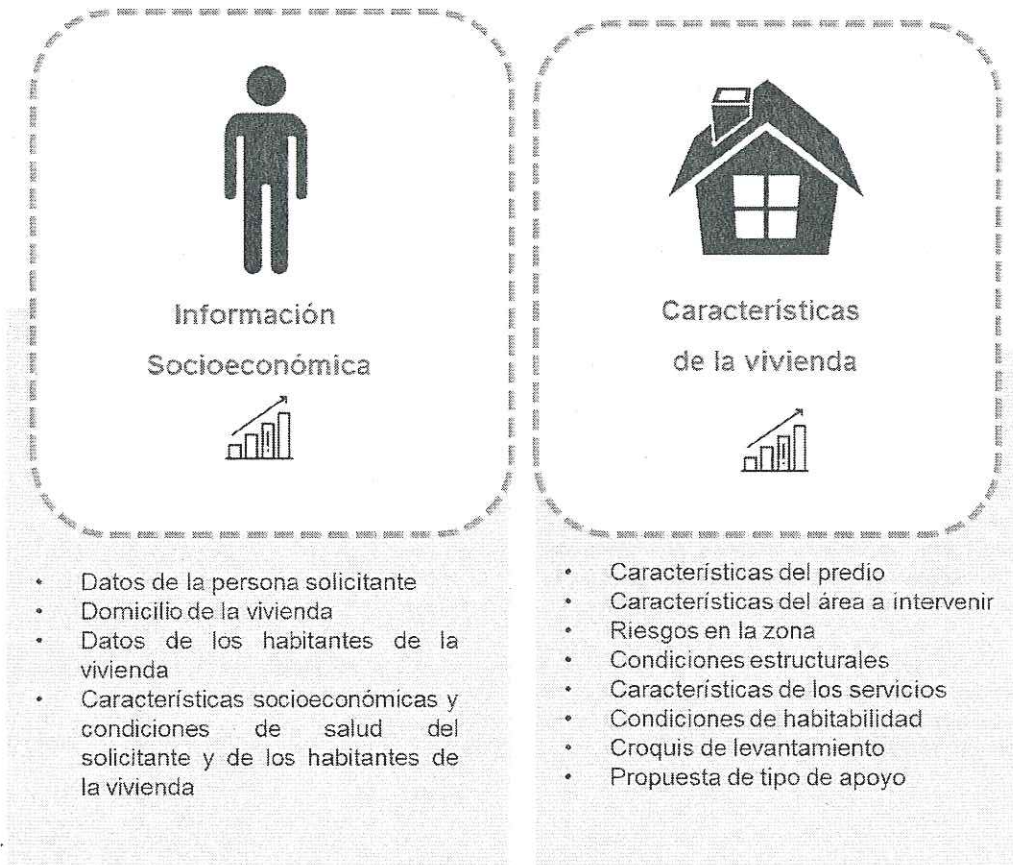 Información
Socioeconómica
• Datos de la persona solicitante
• Domicilio de la vivienda
• Datos de los habitantes de la
vivienda
• Características socioeconómicas y
condiciones de salud del
solicitante y de los habitantes de
la vivienda
Características
de la vivienda
• Características del predio
• Características del área a intervenir
• Riesgos en la zona
• Condiciones estructurales
• Características de los servicios
• Condiciones de habitabilidad
• Croquis de levantamiento
• Propuesta de tipo de apoyo